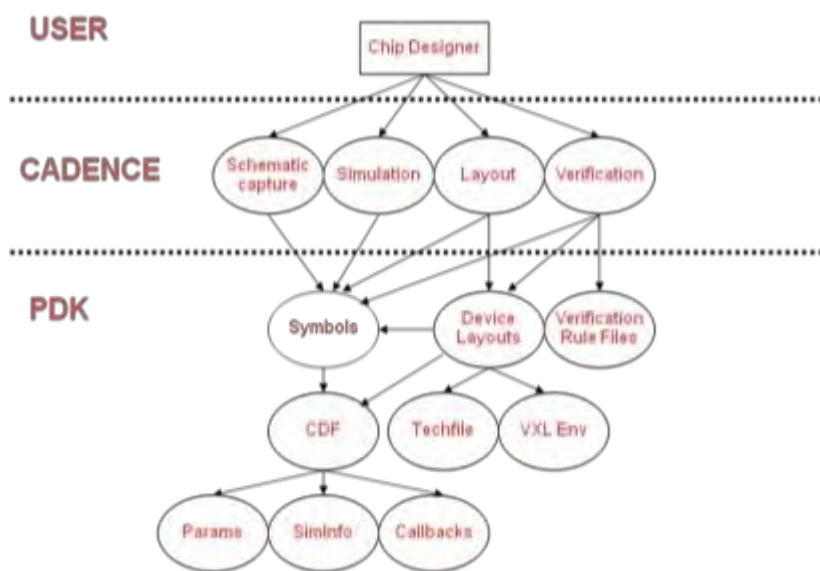 USER
Chip Designer
CADENCE
Schematic
capture
Simulation
Layout
Verification
PDK
Symbols
Device
Layouts
Verification
Rule Files
CDF
Techfile
VXL Env
Params
SimInfo
Callbacks